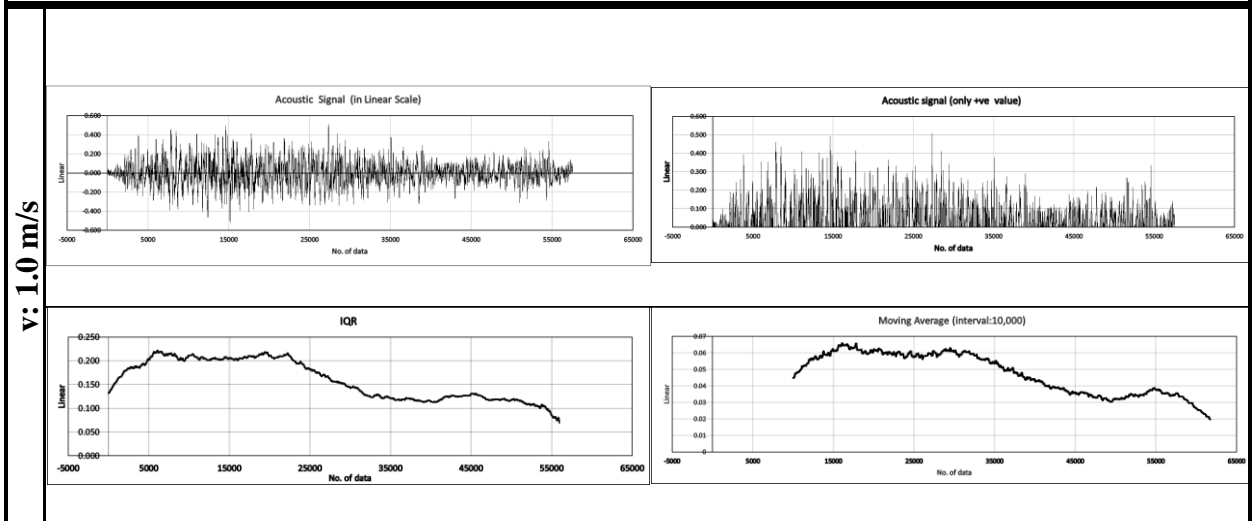 v: 1.0 m/s
Acoustic Signal (in Linear Scale)
Linear
0.600
0.400
0.200
0.000
-0.200
-0.400
-0.600
-5000 5000 15000 25000 35000 45000 55000 65000
No. of data
Acoustic signal (only +ve value)
Linear
0.600
0.500
0.400
0.300
0.200
0.100
0.000
-5000 5000 15000 25000 35000 45000 55000 65000
No. of data
IQR
Linear
0.250
0.200
0.150
0.100
0.050
0.000
-5000 5000 15000 25000 35000 45000 55000 65000
No. of data
Moving Average (interval:10,000)
Linear
0.07
0.06
0.05
0.04
0.03
0.02
0.01
0
-5000 5000 15000 25000 35000 45000 55000 65000
No. of data